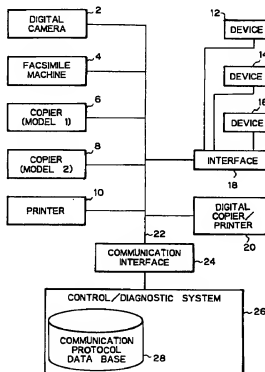 DIGITAL 2
CAMERA
12
DEVICE
FACSIMILE 4
MACHINE
14
DEVICE
COPIER 6
(MODEL 1)
16
DEVICE
COPIER 8
(MODEL 2)
INTERFACE
18
PRINTER 10
DIGITAL
COPIER/
PRINTER
20
22
COMMUNICATION
INTERFACE 24
CONTROL/DIAGNOSTIC SYSTEM
26
COMMUNICATION
PROTOCOL
DATA BASE 28